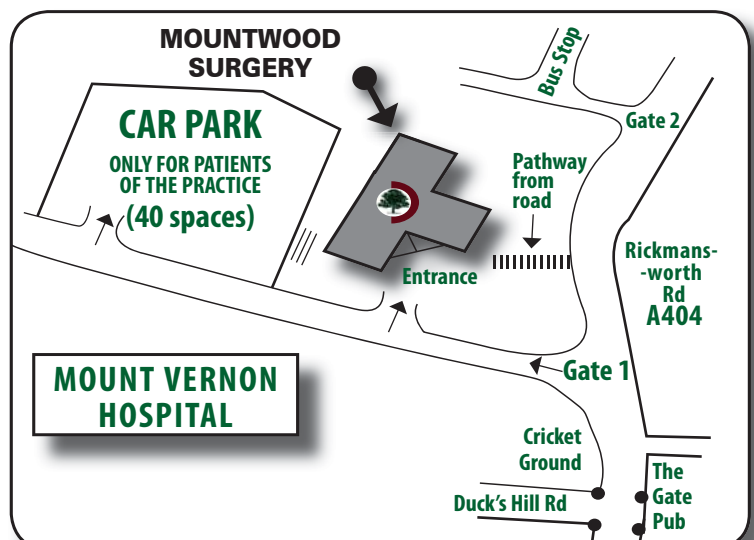 MOUNTWOOD
SURGERY
Bus Stop
CAR PARK
ONLY FOR PATIENTS
OF THE PRACTICE
(40 spaces)
Gate 2
Pathway
from
road
Entrance
Rickmans-
-worth
Rd
A404
Gate 1
MOUNT VERNON
HOSPITAL
Cricket
Ground
Duck's Hill Rd
The
Gate
Pub